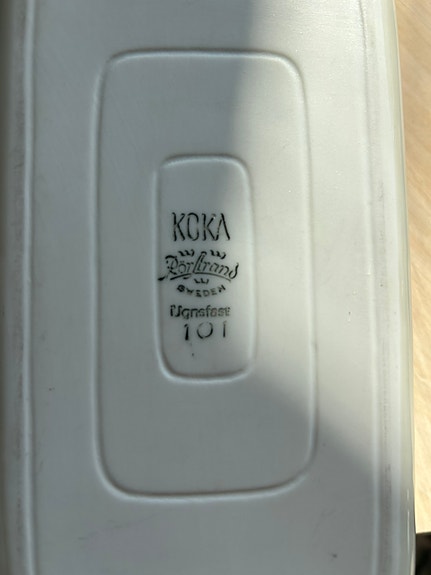 KOKA
Rörstrand
SWEDEN
Ugnsfast
101